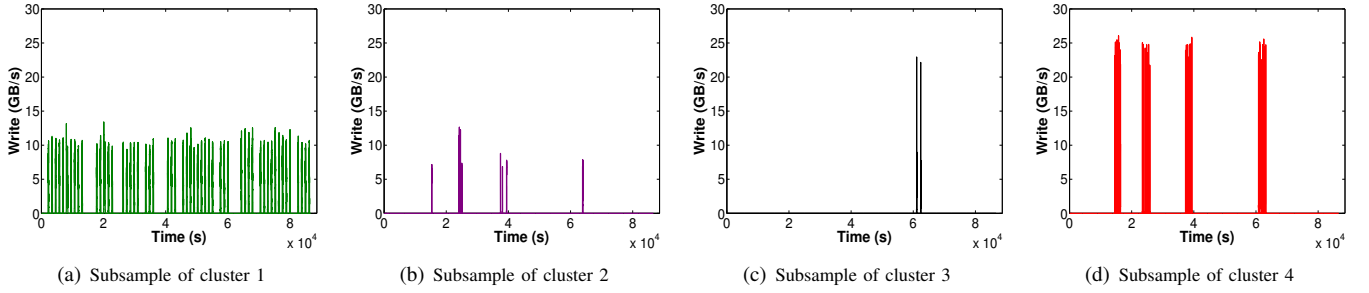 30
25
20
15
10
5
0
Write (GB/s)
0 2 4 6 8
Time (s)
x 10^4
(a) Subsample of cluster 1
30
25
20
15
10
5
0
Write (GB/s)
0 2 4 6 8
Time (s)
x 10^4
(b) Subsample of cluster 2
30
25
20
15
10
5
0
Write (GB/s)
0 2 4 6 8
Time (s)
x 10^4
(c) Subsample of cluster 3
30
25
20
15
10
5
0
Write (GB/s)
0 2 4 6 8
Time (s)
x 10^4
(d) Subsample of cluster 4